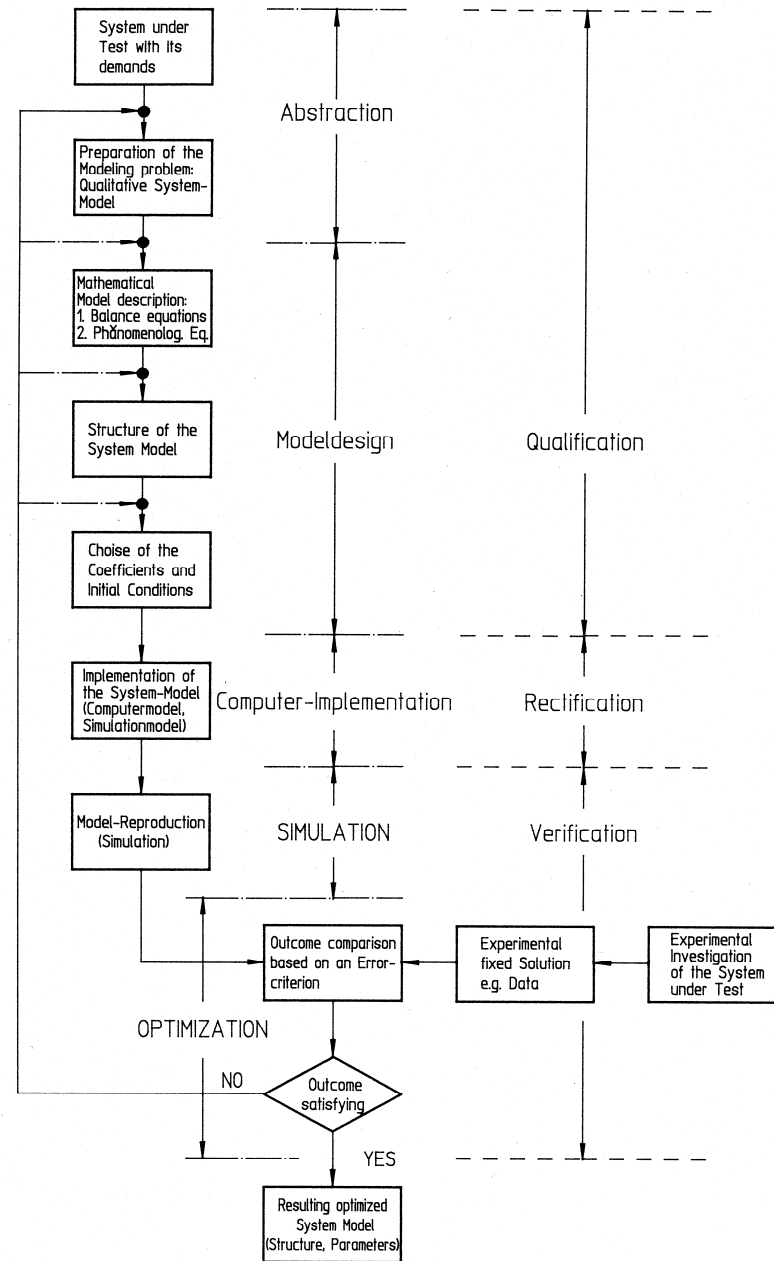 System under
Test with its
demands
Abstraction
Preparation of the
Modeling problem:
Qualitative System-
Model
Mathematical
Model description:
1. Balance equations
2. Phänomenolog. Eq.
Structure of the
System Model
Modeldesign
Qualification
Choise of the
Coefficients and
Initial Conditions
Implementation of
the System-Model
(Computermodel,
Simulationmodel)
Computer-Implementation
Rectification
Model-Reproduction
(Simulation)
SIMULATION
Verification
Outcome comparison
based on an Error-
criterion
Experimental
fixed Solution
e.g. Data
Experimental
Investigation
of the System
under Test
OPTIMIZATION
NO
Outcome
satisfying
YES
Resulting optimized
System Model
(Structure, Parameters)